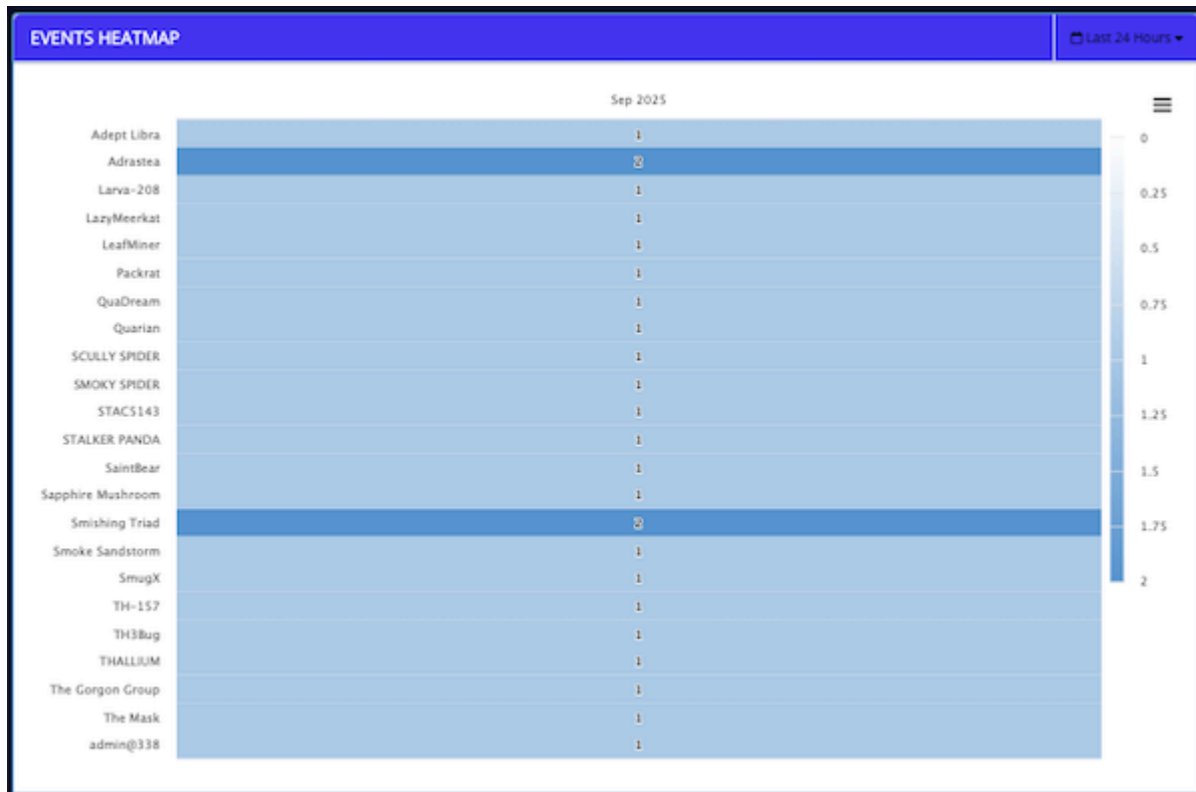 EVENTS HEATMAP
Last 24 Hours
Sep 2025
Adept Libra 1
Adrastea 2
Larva-208 1
LazyMeerkat 1
LeafMiner 1
Packrat 1
QuaDream 1
Quarian 1
SCULLY SPIDER 1
SMOKY SPIDER 1
STAC5143 1
STALKER PANDA 1
SaintBear 1
Sapphire Mushroom 1
Smishing Triad 2
Smoke Sandstorm 1
SmugX 1
TH-157 1
TH3Bug 1
THALLIUM 1
The Gorgon Group 1
The Mask 1
admin@338 1
0
0.25
0.5
0.75
1
1.25
1.5
1.75
2